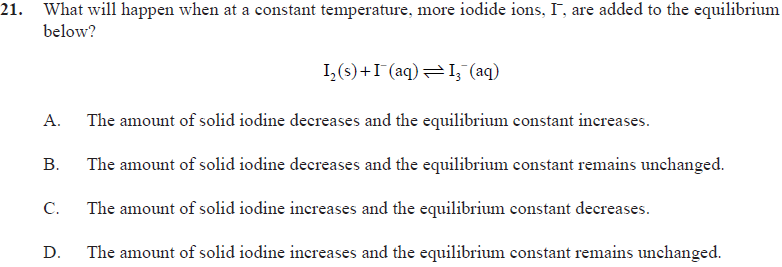 21. What will happen when at a constant temperature, more iodide ions, I⁻, are added to the equilibrium
below?
I₂(s)+I⁻(aq)⇌I₃⁻(aq)
A. The amount of solid iodine decreases and the equilibrium constant increases.
B. The amount of solid iodine decreases and the equilibrium constant remains unchanged.
C. The amount of solid iodine increases and the equilibrium constant decreases.
D. The amount of solid iodine increases and the equilibrium constant remains unchanged.